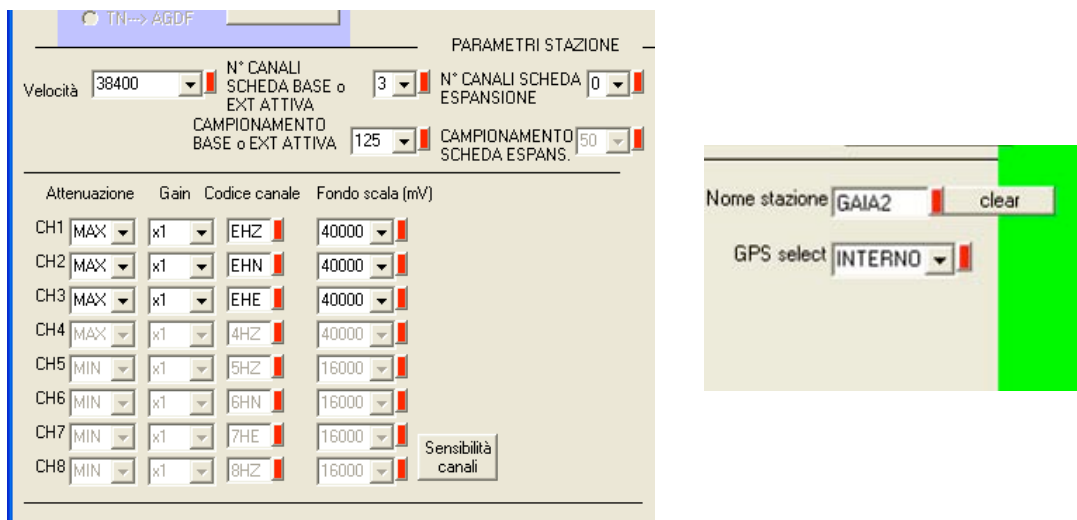 TN---> AGDF
PARAMETRI STAZIONE
Velocità 38400
N° CANALI
SCHEDA BASE o
EXT ATTIVA
3
N° CANALI SCHEDA
ESPANSIONE
0
CAMPIONAMENTO
BASE o EXT ATTIVA
125
CAMPIONAMENTO
SCHEDA ESPANS.
50
Attenuazione Gain Codice canale Fondo scala (mV)
CH1 MAX x1 EHZ 40000
CH2 MAX x1 EHN 40000
CH3 MAX x1 EHE 40000
CH4 MAX x1 4HZ 40000
CH5 MIN x1 5HZ 16000
CH6 MIN x1 6HN 16000
CH7 MIN x1 7HE 16000
CH8 MIN x1 8HZ 16000
Sensibilità
canali
Nome stazione GAIA2 clear
GPS select INTERNO